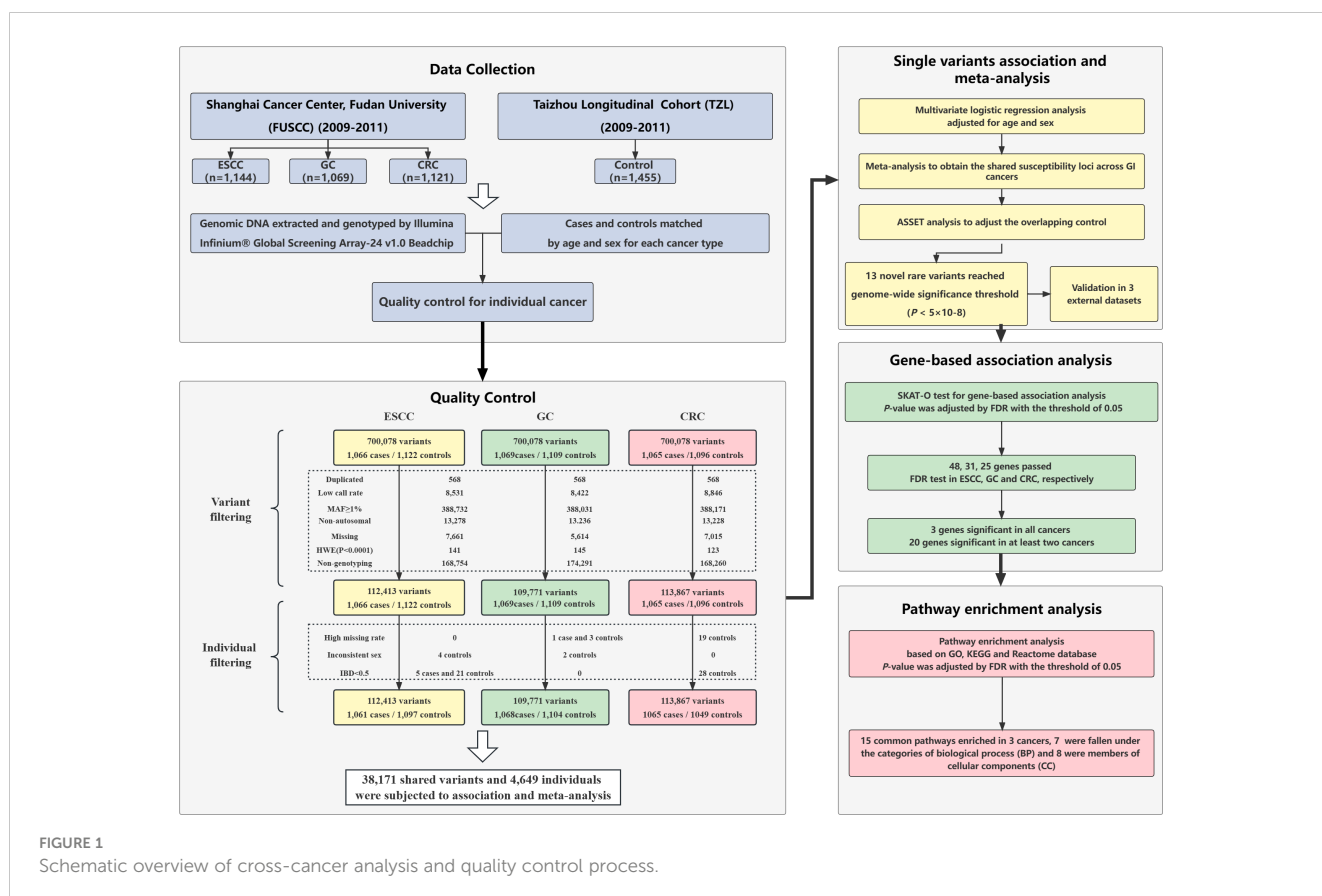 Data Collection
Shanghai Cancer Center, Fudan University
(FUSCC) (2009-2011)
Taizhou Longitudinal Cohort (TZL)
(2009-2011)
ESCC
(n=1,144)
GC
(n=1,069)
CRC
(n=1,121)
Control
(n=1,455)
Genomic DNA extracted and genotyped by Illumina
Infinium® Global Screening Array-24 v1.0 Beadchip
Cases and controls matched
by age and sex for each cancer type
Quality control for individual cancer
Quality Control
ESCC GC CRC
700,078 variants
1,066 cases / 1,122 controls
700,078 variants
1,069 cases / 1,109 controls
700,078 variants
1,065 cases /1,096 controls
Variant
filtering
Duplicated 568 568 568
Low call rate 8,531 8,422 8,846
MAF≥1% 388,732 388,031 388,171
Non-autosomal 13,278 13.236 13,228
Missing 7,661 5,614 7,015
HWE(P<0.0001) 141 145 123
Non-genotyping 168,754 174,291 168,260
112,413 variants
1,066 cases / 1,122 controls
109,771 variants
1,069cases / 1,109 controls
113,867 variants
1,065 cases /1,096 controls
Individual
filtering
High missing rate 0 1 case and 3 controls 19 controls
Inconsistent sex 4 controls 2 controls 0
IBD<0.5 5 cases and 21 controls 0 28 controls
112,413 variants
1,061 cases / 1,097 controls
109,771 variants
1,068cases / 1,104 controls
113,867 variants
1065 cases / 1049 controls
38,171 shared variants and 4,649 individuals
were subjected to association and meta-analysis
Single variants association and
meta-analysis
Multivariate logistic regression analysis
adjusted for age and sex
Meta-analysis to obtain the shared susceptibility loci across GI
cancers
ASSET analysis to adjust the overlapping control
13 novel rare variants reached
genome-wide significance threshold
(P < 5×10-8)
Validation in 3
external datasets
Gene-based association analysis
SKAT-O test for gene-based association analysis
P-value was adjusted by FDR with the threshold of 0.05
48, 31, 25 genes passed
FDR test in ESCC, GC and CRC, respectively
3 genes significant in all cancers
20 genes significant in at least two cancers
Pathway enrichment analysis
Pathway enrichment analysis
based on GO, KEGG and Reactome database
P-value was adjusted by FDR with the threshold of 0.05
15 common pathways enriched in 3 cancers, 7 were fallen under
the categories of biological process (BP) and 8 were members of
cellular components (CC)
FIGURE 1
Schematic overview of cross-cancer analysis and quality control process.